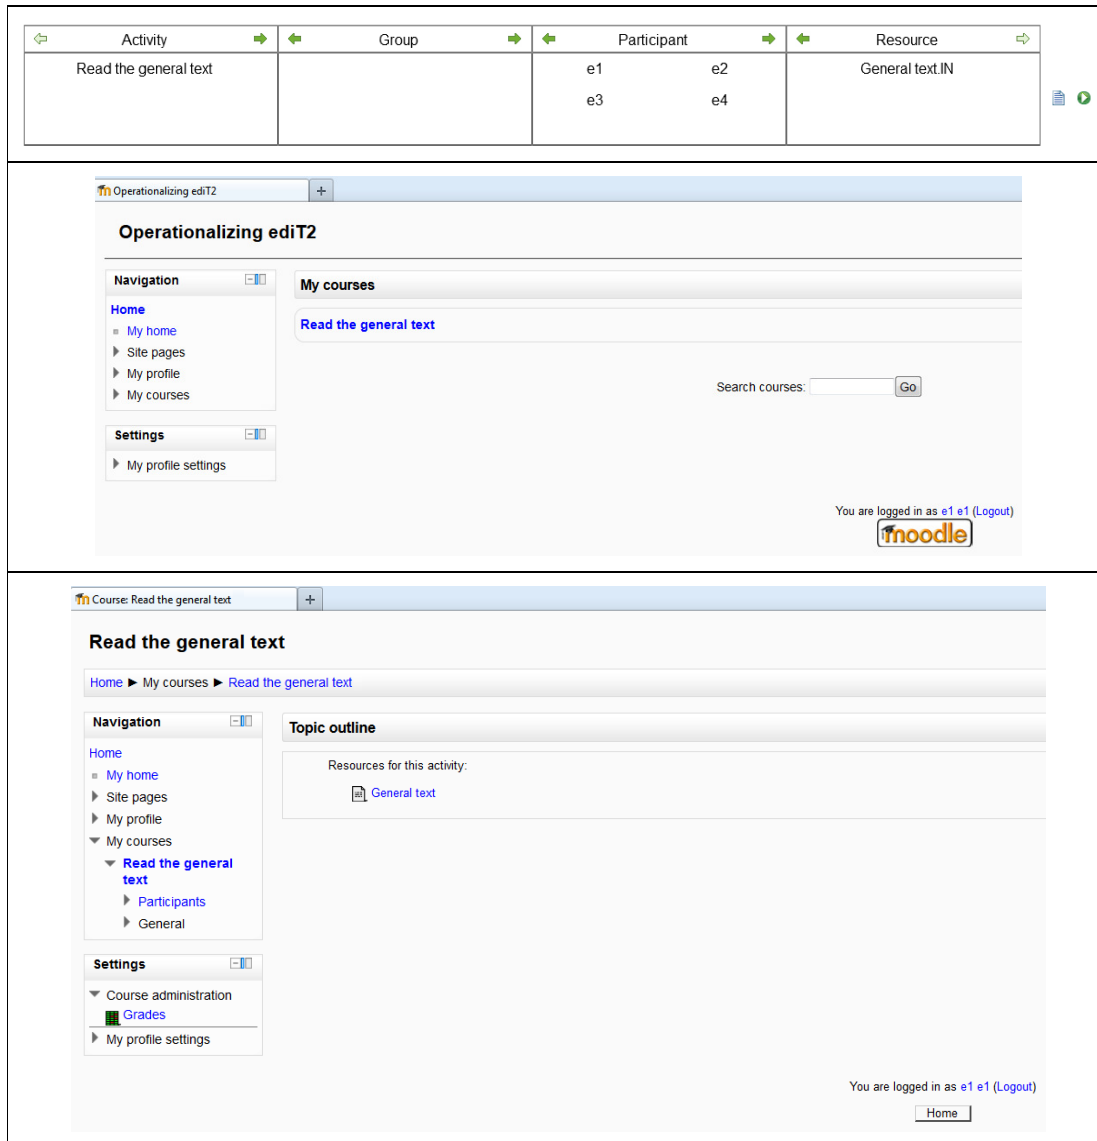 Activity Group Participant Resource
Read the general text e1 e2 General text.IN
e3 e4
Operationalizing ediT2
Operationalizing ediT2
Navigation
Home
My home
Site pages
My profile
My courses
Settings
My profile settings
My courses
Read the general text
Search courses: Go
You are logged in as e1 e1 (Logout)
moodle
Course: Read the general text
Read the general text
Home ► My courses ► Read the general text
Navigation
Home
My home
Site pages
My profile
My courses
Read the general
text
Participants
General
Settings
Course administration
Grades
My profile settings
Topic outline
Resources for this activity:
General text
You are logged in as e1 e1 (Logout)
Home